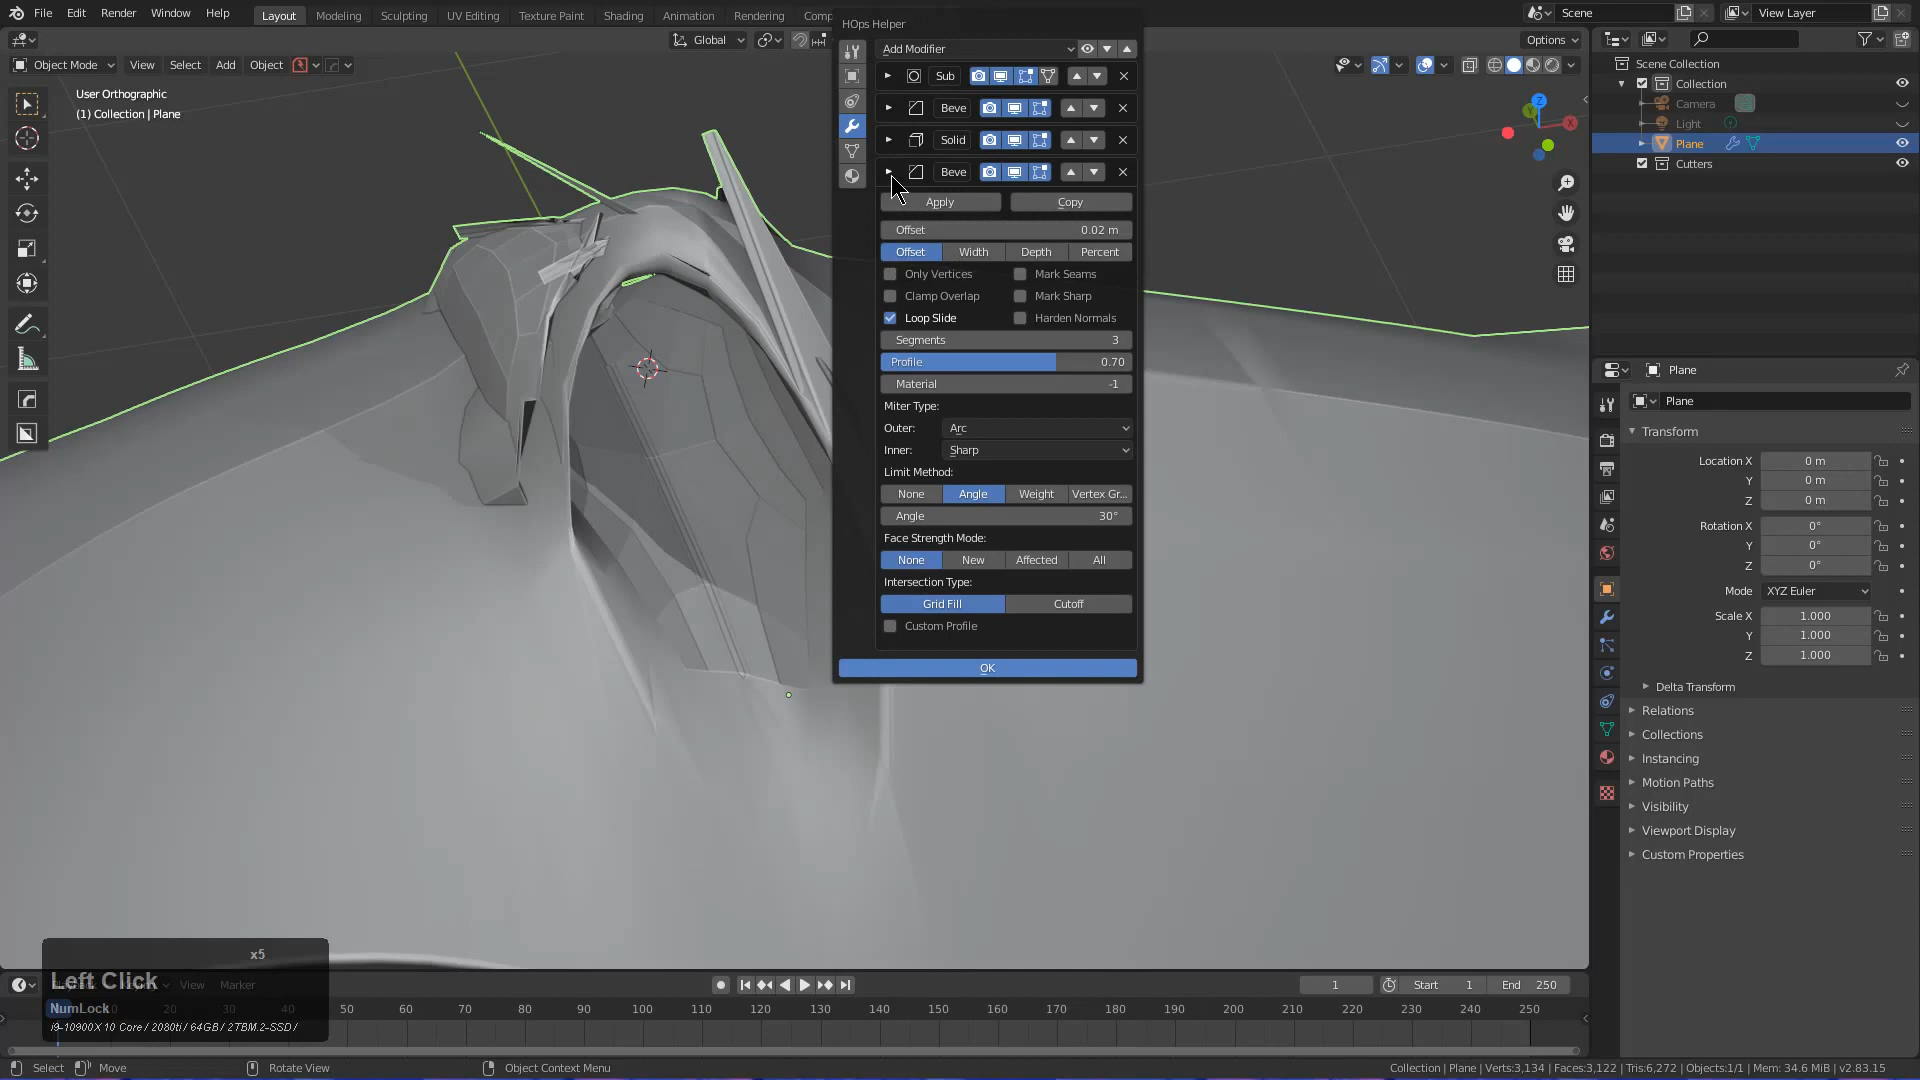 File Edit Render Window Help Layout Modeling Sculpting UV Editing Texture Paint Shading Animation Rendering Comp
HOps Helper
Scene
View Layer
Global
Options
Object Mode View Select Add Object
User Orthographic
(1) Collection | Plane
Add Modifier
Sub
Beve
Solid
Beve
Apply Copy
Offset 0.02 m
Offset Width Depth Percent
Only Vertices Mark Seams
Clamp Overlap Mark Sharp
Loop Slide Harden Normals
Segments 3
Profile 0.70
Material -1
Miter Type:
Outer: Arc
Inner: Sharp
Limit Method:
None Angle Weight Vertex Gr...
Angle 30°
Face Strength Mode:
None New Affected All
Intersection Type:
Grid Fill Cutoff
Custom Profile
OK
Z
X
Scene Collection
Collection
Camera
Light
Plane
Cutters
Plane
Plane
Transform
Location X 0 m
Y 0 m
Z 0 m
Rotation X 0°
Y 0°
Z 0°
Mode XYZ Euler
Scale X 1.000
Y 1.000
Z 1.000
Delta Transform
Relations
Collections
Instancing
Motion Paths
Visibility
Viewport Display
Custom Properties
x5
Left Click
NumLock
i9-10900X 10 Core / 2080ti / 64GB / 2TBM.2-SSD /
View Marker
1 Start 1 End 250
10 20 30 40 50 60 70 80 90 100 110 120 130 140 150 160 170 180 190 200 210 220 230 240 250
Select Move Rotate View Object Context Menu
Collection | Plane | Verts:3,134 | Faces:3,122 | Tris:6,272 | Objects:1/1 | Mem: 34.6 MiB | v2.83.15